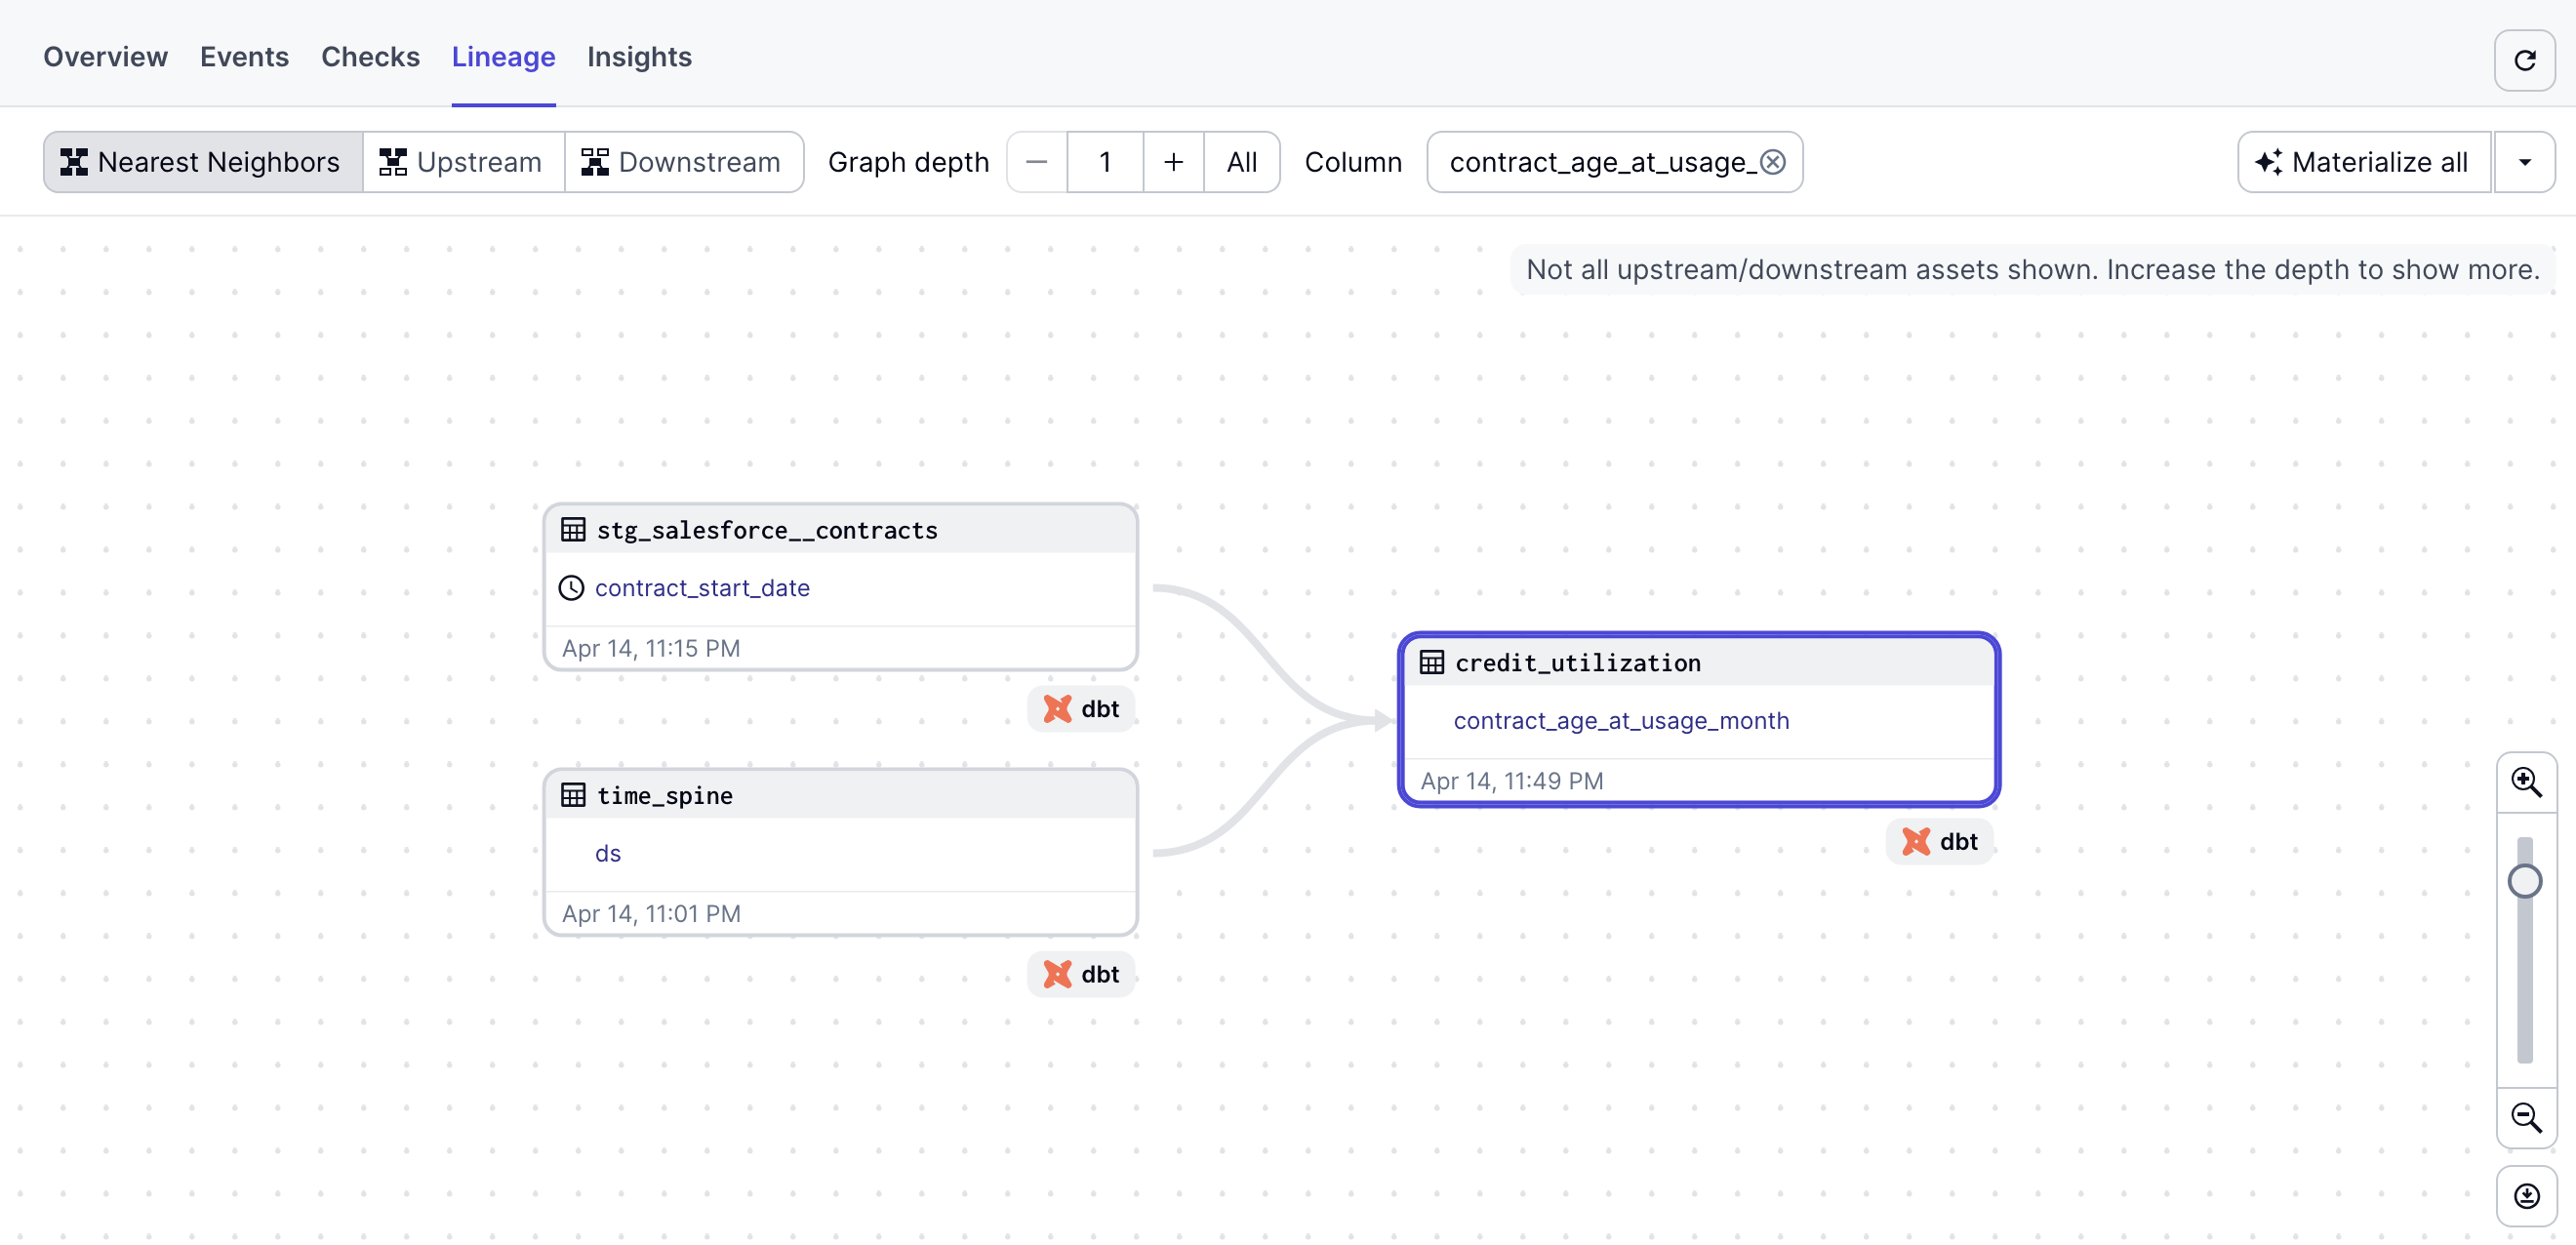 Overview Events Checks Lineage Insights
Nearest Neighbors Upstream Downstream Graph depth 1 All Column contract_age_at_usage_ Materialize all
Not all upstream/downstream assets shown. Increase the depth to show more.
stg_salesforce__contracts
contract_start_date
Apr 14, 11:15 PM
dbt
time_spine
ds
Apr 14, 11:01 PM
dbt
credit_utilization
contract_age_at_usage_month
Apr 14, 11:49 PM
dbt